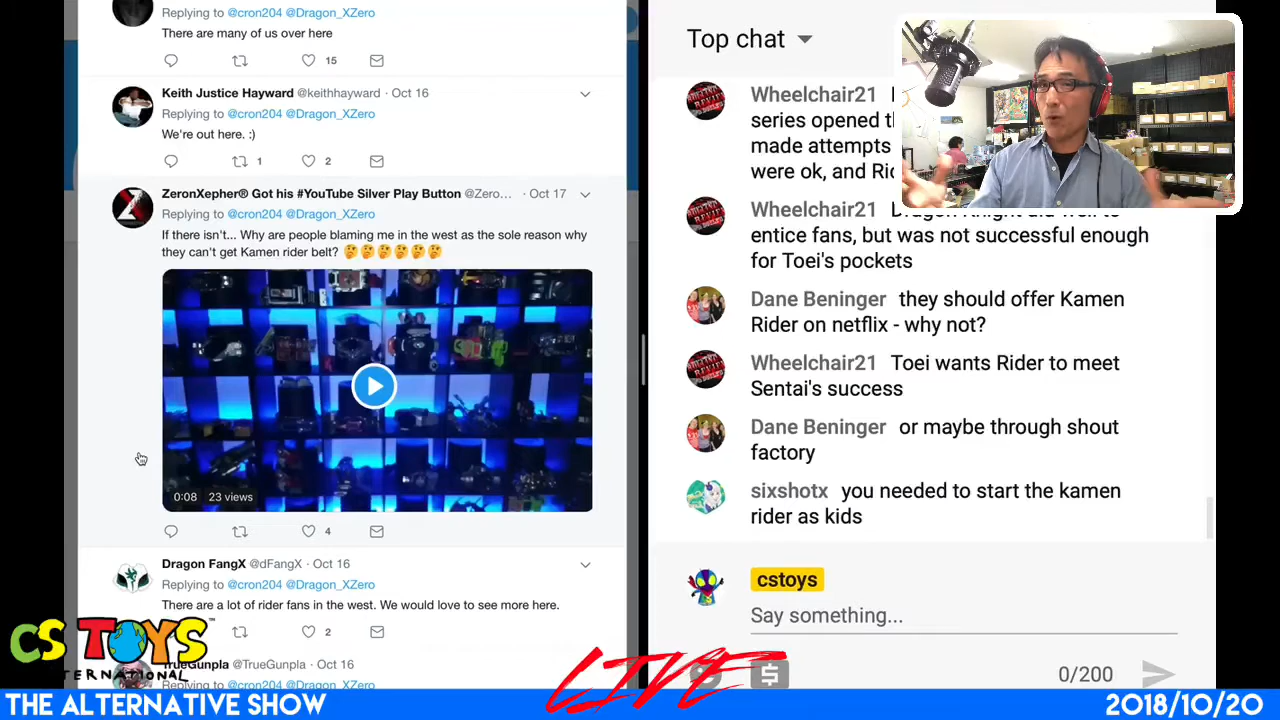 Replying to @cron204 @Dragon_XZero
There are many of us over here
15
Keith Justice Hayward @keithhayward · Oct 16
Replying to @cron204 @Dragon_XZero
We're out here. :)
1
2
ZeronXepher® Got his #YouTube Silver Play Button @Zero... · Oct 17
Replying to @cron204 @Dragon_XZero
If there isn't... Why are people blaming me in the west as the sole reason why
they can't get Kamen rider belt? 🤔🤔🤔🤔🤔🤔
0:08 23 views
4
Dragon FangX @dFangX · Oct 16
Replying to @cron204 @Dragon_XZero
There are a lot of rider fans in the west. We would love to see more here.
2
TrueGunpla @TrueGunpla · Oct 16
Replying to @cron204 @Dragon_XZero
Top chat
Wheelchair21
series opened
made attempts
were ok, and
Wheelchair21 Dragon Knight did well to
entice fans, but was not successful enough
for Toei's pockets
Dane Beninger they should offer Kamen
Rider on netflix - why not?
Wheelchair21 Toei wants Rider to meet
Sentai's success
Dane Beninger or maybe through shout
factory
sixshotx you needed to start the kamen
rider as kids
cstoys
Say something...
$
0/200
CS TOYS™
INTERNATIONAL
LIVE
THE ALTERNATIVE SHOW
2018/10/20